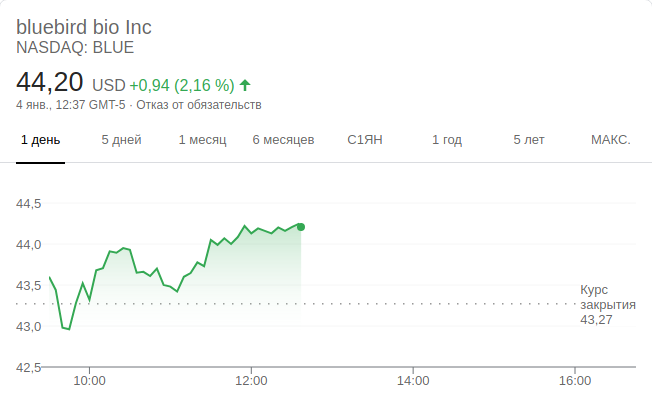 bluebird bio Inc
NASDAQ: BLUE
44,20 USD +0,94 (2,16 %)
4 янв., 12:37 GMT-5 · Отказ от обязательств
1 день 5 дней 1 месяц 6 месяцев С1ЯН 1 год 5 лет МАКС.
44,5
44,0
43,5
Курс
закрытия
43,27
43,0
42,5
10:00 12:00 14:00 16:00